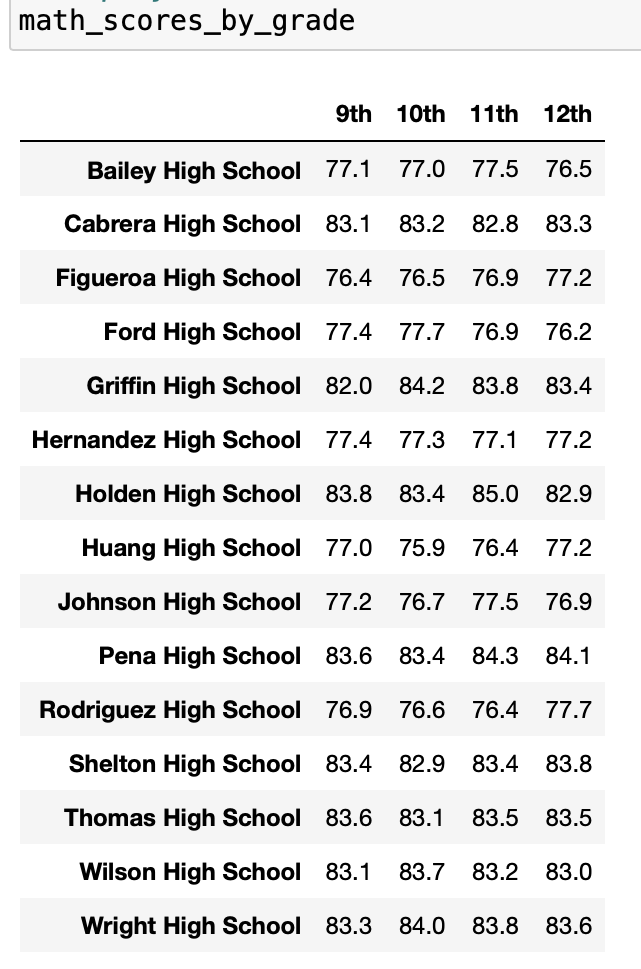 math_scores_by_grade
9th 10th 11th 12th
Bailey High School 77.1 77.0 77.5 76.5
Cabrera High School 83.1 83.2 82.8 83.3
Figueroa High School 76.4 76.5 76.9 77.2
Ford High School 77.4 77.7 76.9 76.2
Griffin High School 82.0 84.2 83.8 83.4
Hernandez High School 77.4 77.3 77.1 77.2
Holden High School 83.8 83.4 85.0 82.9
Huang High School 77.0 75.9 76.4 77.2
Johnson High School 77.2 76.7 77.5 76.9
Pena High School 83.6 83.4 84.3 84.1
Rodriguez High School 76.9 76.6 76.4 77.7
Shelton High School 83.4 82.9 83.4 83.8
Thomas High School 83.6 83.1 83.5 83.5
Wilson High School 83.1 83.7 83.2 83.0
Wright High School 83.3 84.0 83.8 83.6